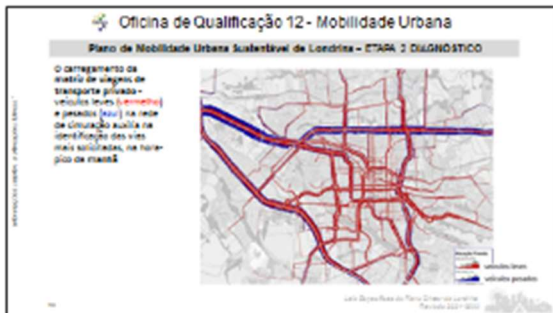 Oficina de Qualificação 12 - Mobilidade Urbana
Plano de Mobilidade Urbana Sustentável de Londrina - ETAPA 2 DIAGNÓSTICO
O carregamento da
matriz de viagens de
transporte privado -
veículos leves (vermelho)
e pesados (azul) na rede
de simulação auxilia na
identificação das vias
mais solicitadas, na hora-
pico da manhã
veículos leves
veículos pesados